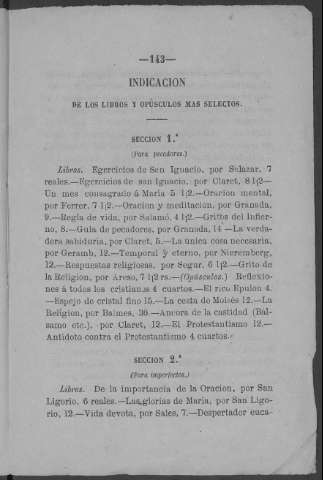 —143—
INDICACION
DE LOS LIBROS Y OPÚSCULOS MAS SELECTOS.
SECCION 1.ª
(Para pecadores.)
Libros. Egercicios de San Ignacio, por Salazar, 7
reales.—Egercicios de san Ignacio, por Claret, 8 1|2—
Un mes consagrado á Maria 5 1|2.—Oracion mental,
por Ferrer, 7 1|2.—Oracion y meditacion, por Granada,
9.—Regla de vida, por Salamó, 4 1|2.—Gritos del infier-
no, 8.—Guia de pecadores, por Granada, 14 —La verda-
dera sabiduria, por Claret, 5.—La unica cosa necesaria,
por Geramb, 12.—Temporal y eterno, por Nieremberg,
12.—Respuestas religiosas, por Segur, 6 1|2.—Grito de
la Religion, por Areso, 7 1|2 rs.—(Opúsculos.) Reflexio-
nes á todos los cristianos 4 cuartos.—El rico Epulon 4.
—Espejo de cristal fino 15.—La cesta de Moisés 12.—La
Religion, por Balmes, 30.—Ancora de la castidad (Bal-
samo etc.). por Claret, 12.—El Protestantismo 12.—
Antidoto contra el Protestantismo 4 cuartos.
SECCION 2.ª
(Para imperfectos.)
Libros. De la importancia de la Oracion, por San
Ligorio, 6 reales.—Las glorias de Maria, por San Ligo-
rio, 12.—Vida devota, por Sales, 7.—Despertador euca-